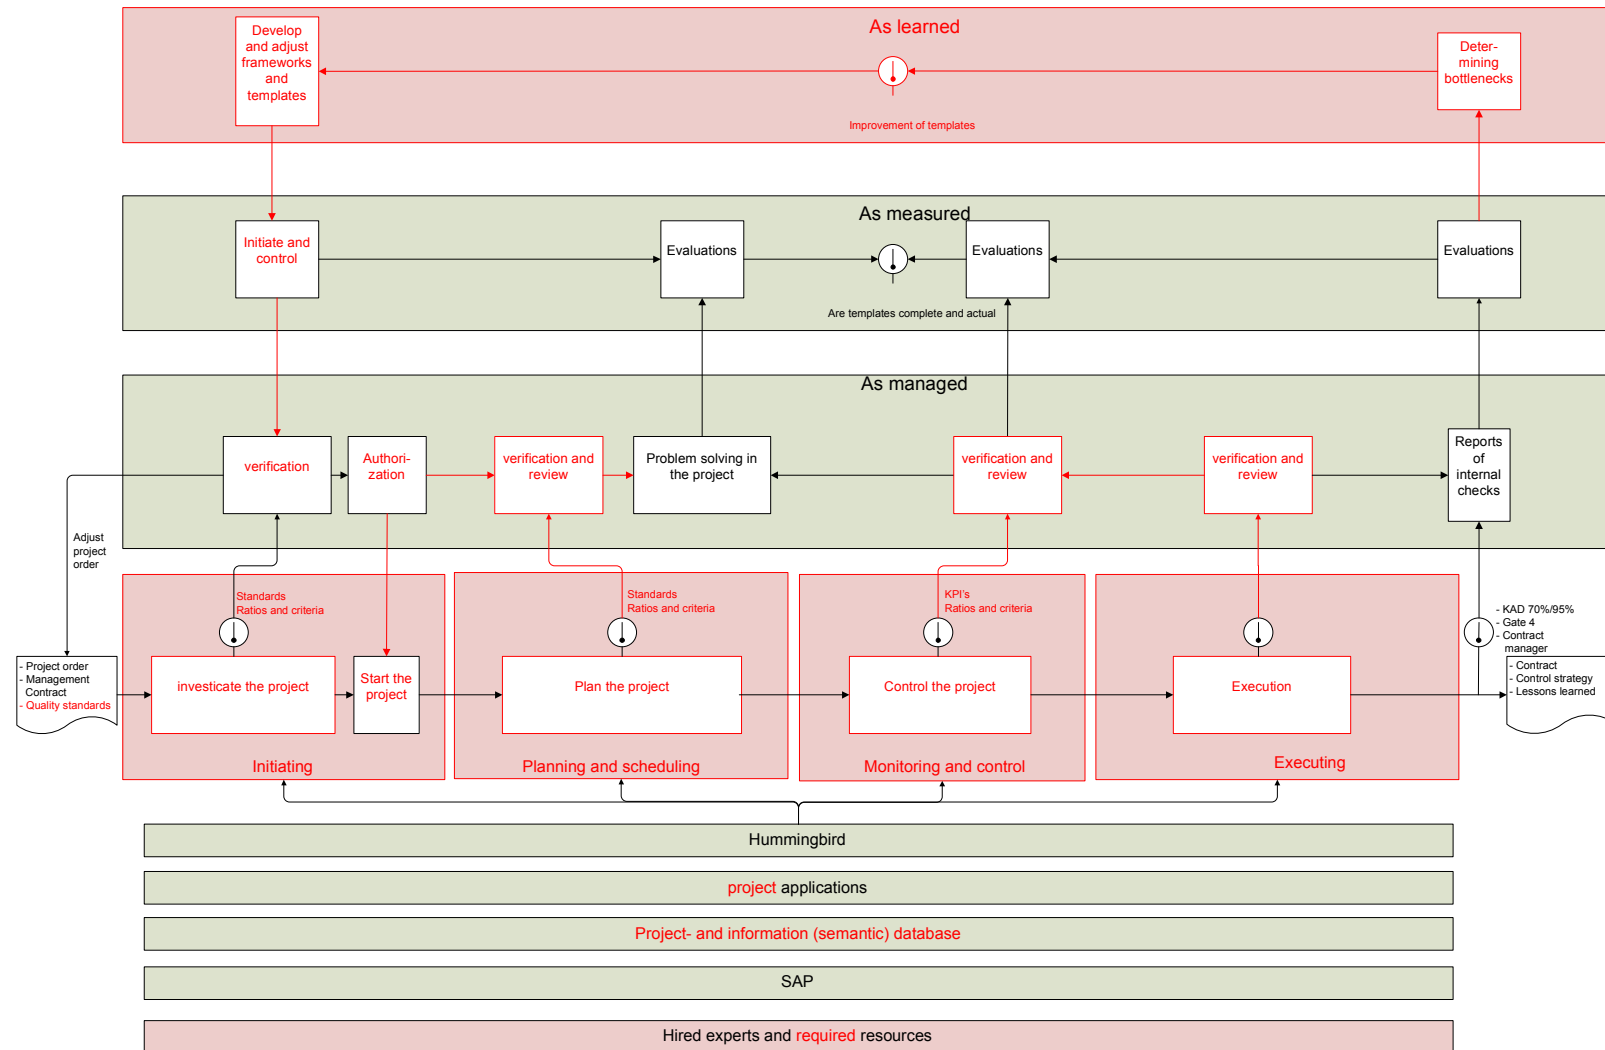 As learned
Develop
and adjust
frameworks
and
templates
Deter-
mining
bottlenecks
Improvement of templates
As measured
Initiate and
control
Evaluations
Evaluations
Evaluations
Are templates complete and actual
As managed
verification
Authori-
zation
verification and
review
Problem solving in
the project
verification and
review
verification and
review
Reports
of
internal
checks
Adjust
project
order
Standards
Ratios and criteria
Standards
Ratios and criteria
KPI's
Ratios and criteria
- KAD 70%/95%
- Gate 4
- Contract
manager
- Project order
- Management
Contract
- Quality standards
investicate the project
Start the
project
Plan the project
Control the project
Execution
- Contract
- Control strategy
- Lessons learned
Initiating
Planning and scheduling
Monitoring and control
Executing
Hummingbird
project applications
Project- and information (semantic) database
SAP
Hired experts and required resources